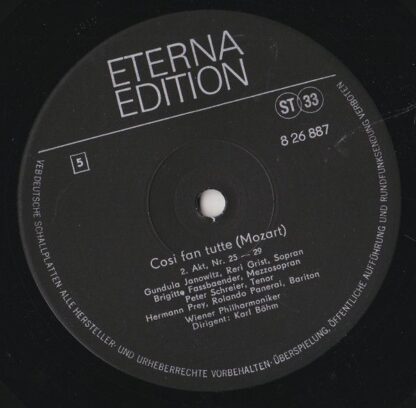 ETERNA
EDITION
ST 33
8 26 887
5
Cosi fan tutte (Mozart)
2. Akt, Nr. 25 — 29
Gundula Janowitz, Reri Grist, Sopran
Brigitte Fassbaender, Mezzosopran
Peter Schreier, Tenor
Hermann Prey, Rolando Panerai, Bariton
Wiener Philharmoniker
Dirigent: Karl Böhm
VEB DEUTSCHE SCHALLPLATTEN ALLE HERSTELLER- UND URHEBERRECHTE VORBEHALTEN · ÜBERSPIELUNG, ÖFFENTLICHE AUFFÜHRUNG UND RUNDFUNKSENDUNG VERBOTEN